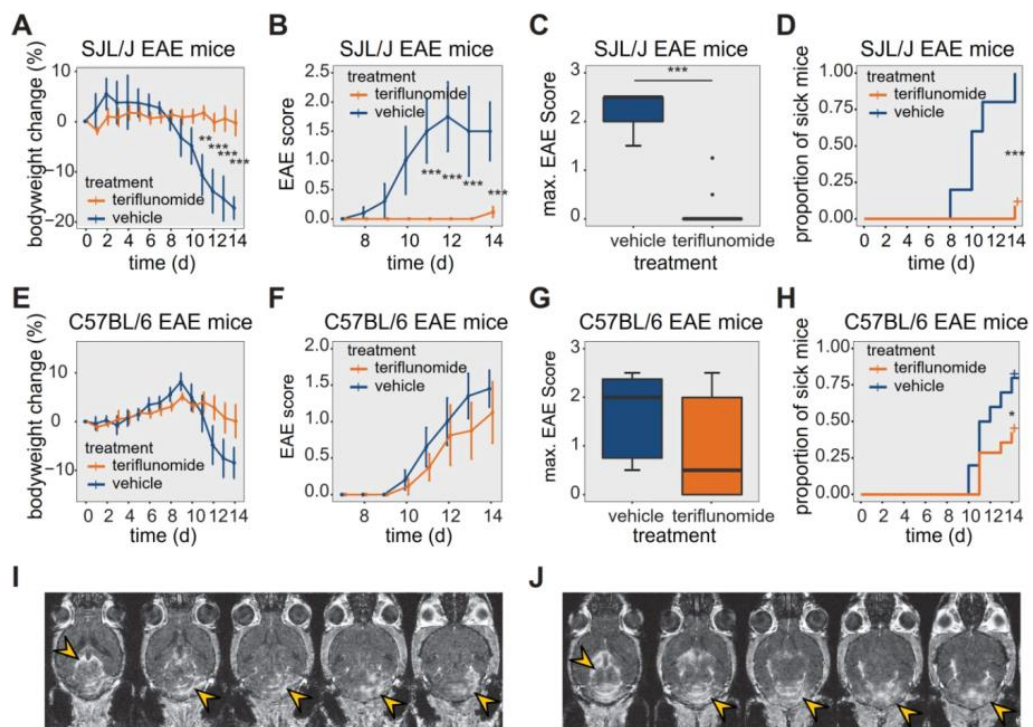 A
SJL/J EAE mice
bodyweight change (%)
10
0
−10
−20
**
***
***
***
treatment
teriflunomide
vehicle
0 2 4 6 8 10 12 14
time (d)
B
SJL/J EAE mice
EAE score
2.5
2.0
1.5
1.0
0.5
0.0
treatment
teriflunomide
vehicle
***
***
***
***
8 10 12 14
time (d)
C
SJL/J EAE mice
max. EAE Score
3
2
1
0
***
vehicle teriflunomide
treatment
D
SJL/J EAE mice
proportion of sick mice
1.00
0.75
0.50
0.25
0.00
treatment
teriflunomide
vehicle
***
0 2 4 6 8 10 1214
time (d)
E
C57BL/6 EAE mice
bodyweight change (%)
10
0
−10
treatment
teriflunomide
vehicle
0 2 4 6 8 10 12 14
time (d)
F
C57BL/6 EAE mice
EAE score
2.0
1.5
1.0
0.5
0.0
treatment
teriflunomide
vehicle
8 10 12 14
time (d)
G
C57BL/6 EAE mice
max. EAE Score
3
2
1
0
vehicle teriflunomide
treatment
H
C57BL/6 EAE mice
proportion of sick mice
1.00
0.75
0.50
0.25
0.00
treatment
teriflunomide
vehicle
*
0 2 4 6 8 10 1214
time (d)
I
J